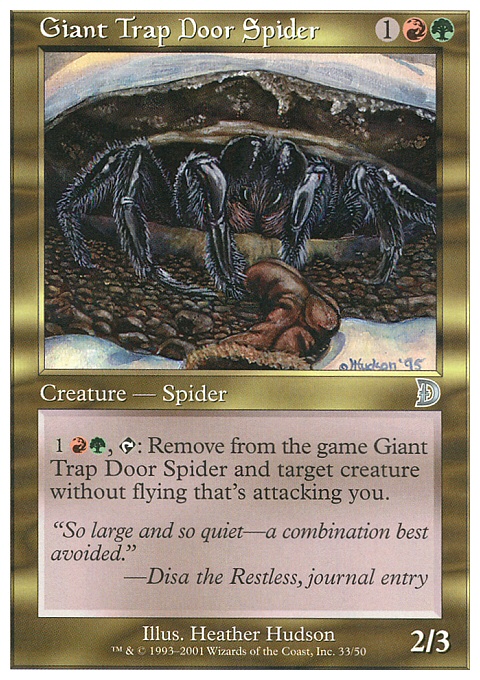 Giant Trap Door Spider 1
©WHudson '95
Creature — Spider
1 , : Remove from the game Giant
Trap Door Spider and target creature
without flying that's attacking you.
“So large and so quiet—a combination best
avoided.”
—Disa the Restless, journal entry
Illus. Heather Hudson
™ & © 1993–2001 Wizards of the Coast, Inc. 33/50
2/3